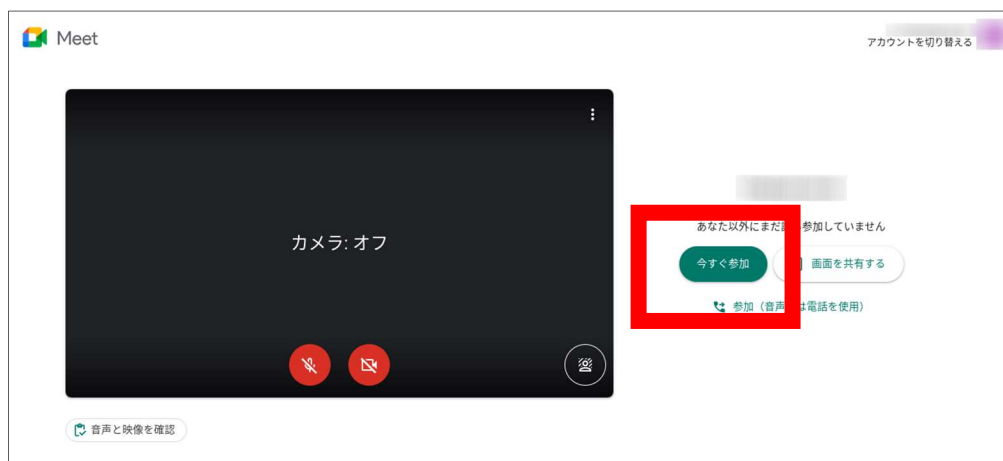 Meet
アカウントを切り替える
カメラ: オフ
あなた以外にまだ 参加していません
今すぐ参加
画面を共有する
参加（音声 は電話を使用）
音声と映像を確認